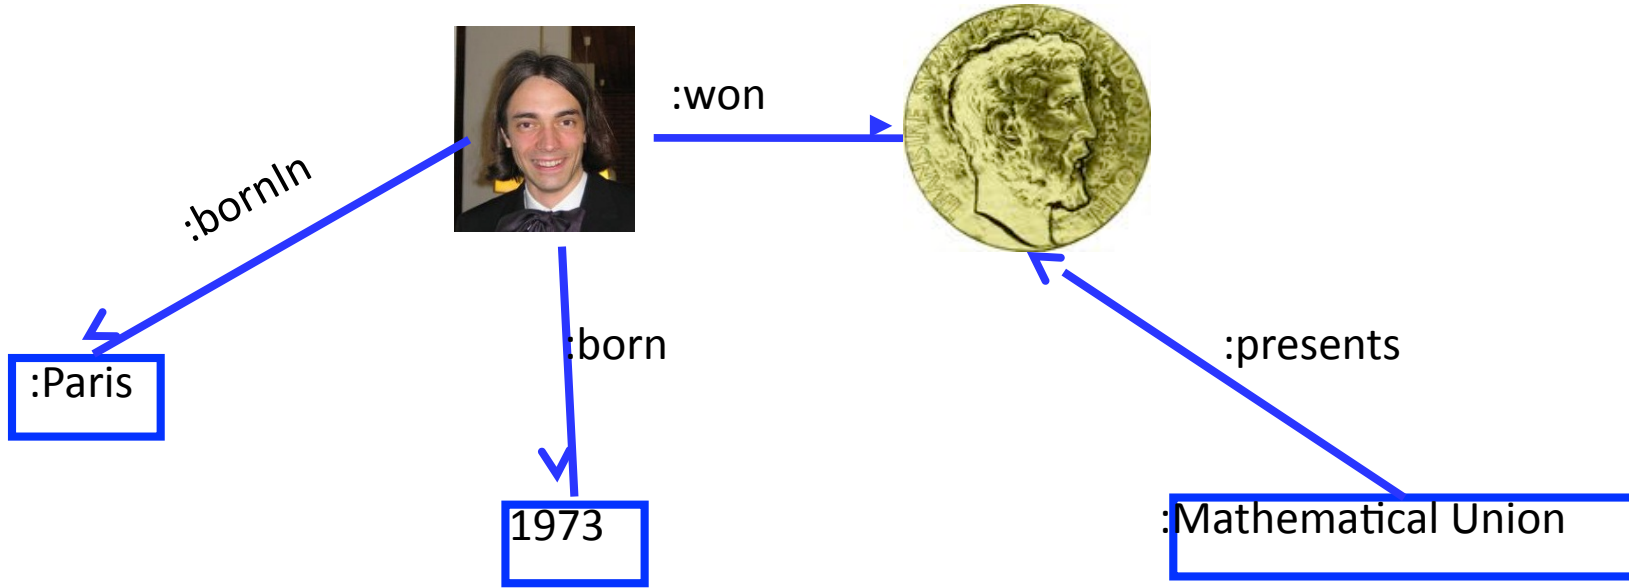 :won
:bornIn
:born
:presents
:Paris
1973
:Mathematical Union